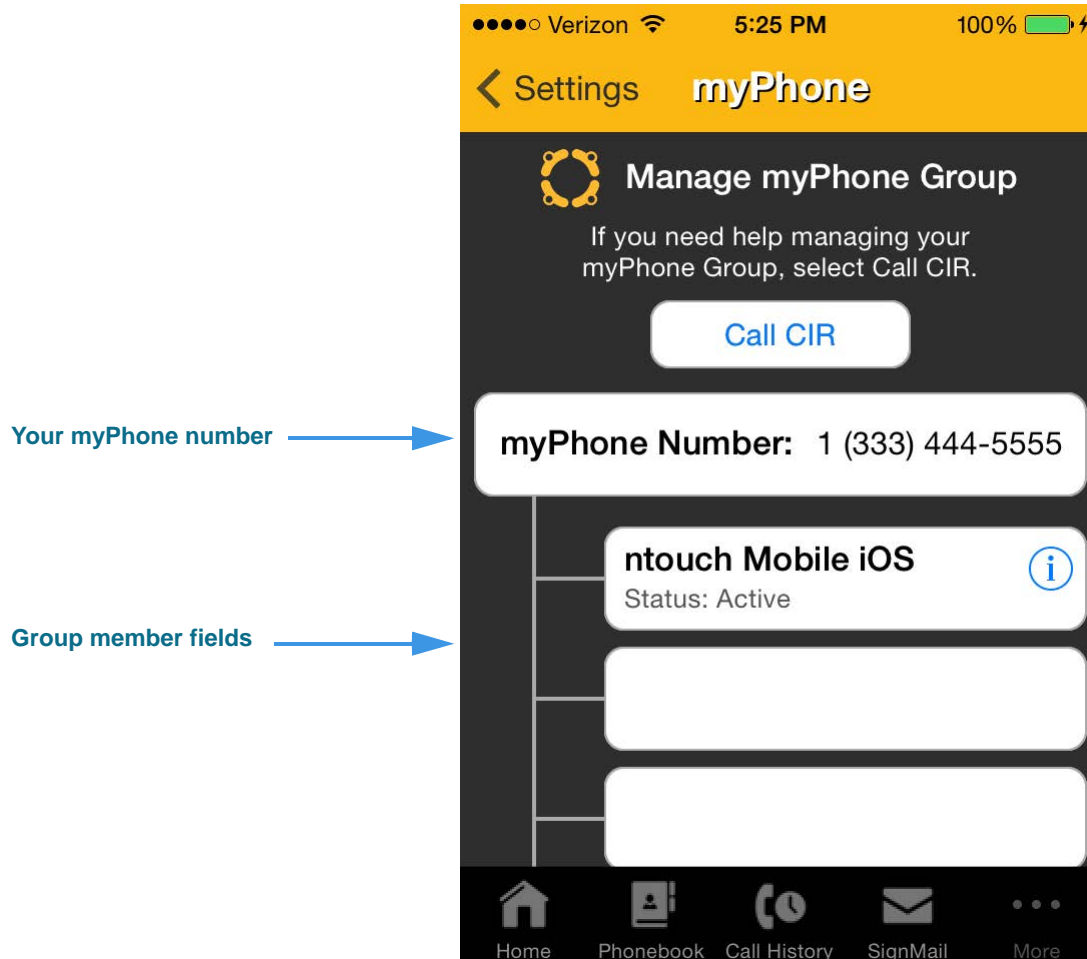 Verizon 5:25 PM 100%
Settings myPhone
Manage myPhone Group
If you need help managing your
myPhone Group, select Call CIR.
Call CIR
Your myPhone number
myPhone Number: 1 (333) 444-5555
ntouch Mobile iOS
i
Status: Active
Group member fields
Home Phonebook Call History SignMail More